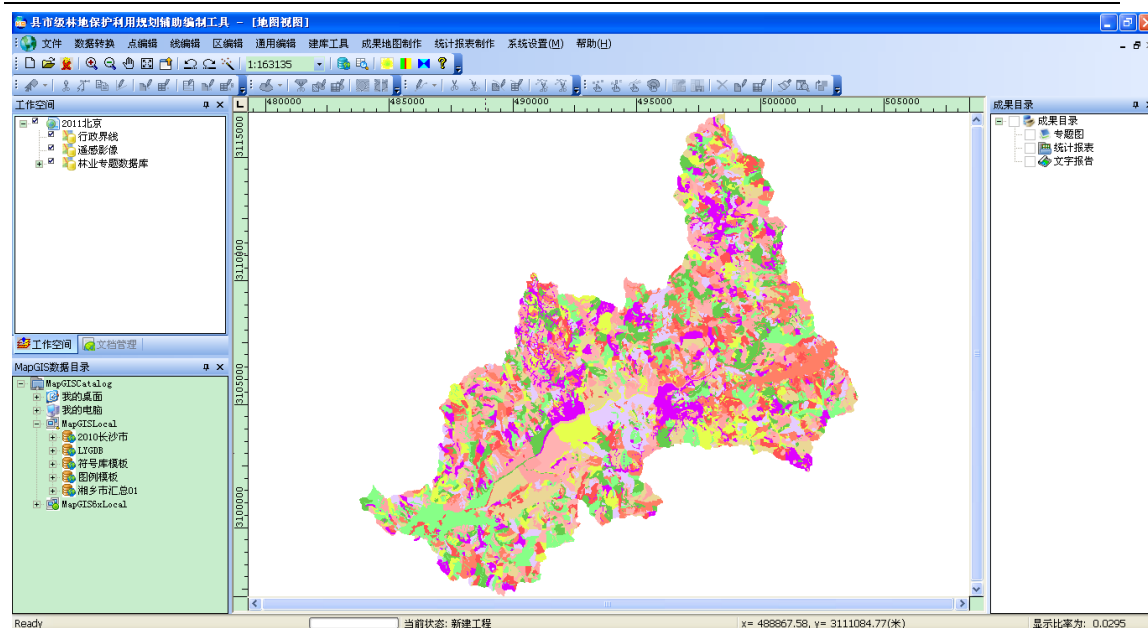 县市级林地保护利用规划辅助编制工具 - [地图视图]
文件 数据转换 点编辑 线编辑 区编辑 通用编辑 建库工具 成果地图制作 统计报表制作 系统设置(M) 帮助(H)
1:163135
工作空间
2011北京
行政界线
遥感影像
林业专题数据库
工作空间 文档管理
MapGIS数据目录
MapGISCatalog
我的桌面
我的电脑
MapGISLocal
2010长沙市
LYGDB
符号库模板
图例模板
湘乡市汇总01
MapGIS6xLocal
L
480000 485000 490000 495000 500000 505000
3115000
3110000
3105000
3100000
成果目录
成果目录
专题图
统计报表
文字报告
Ready 当前状态: 新建工程 x= 488867.58, y= 3111084.77(米) 显示比率为: 0.0295